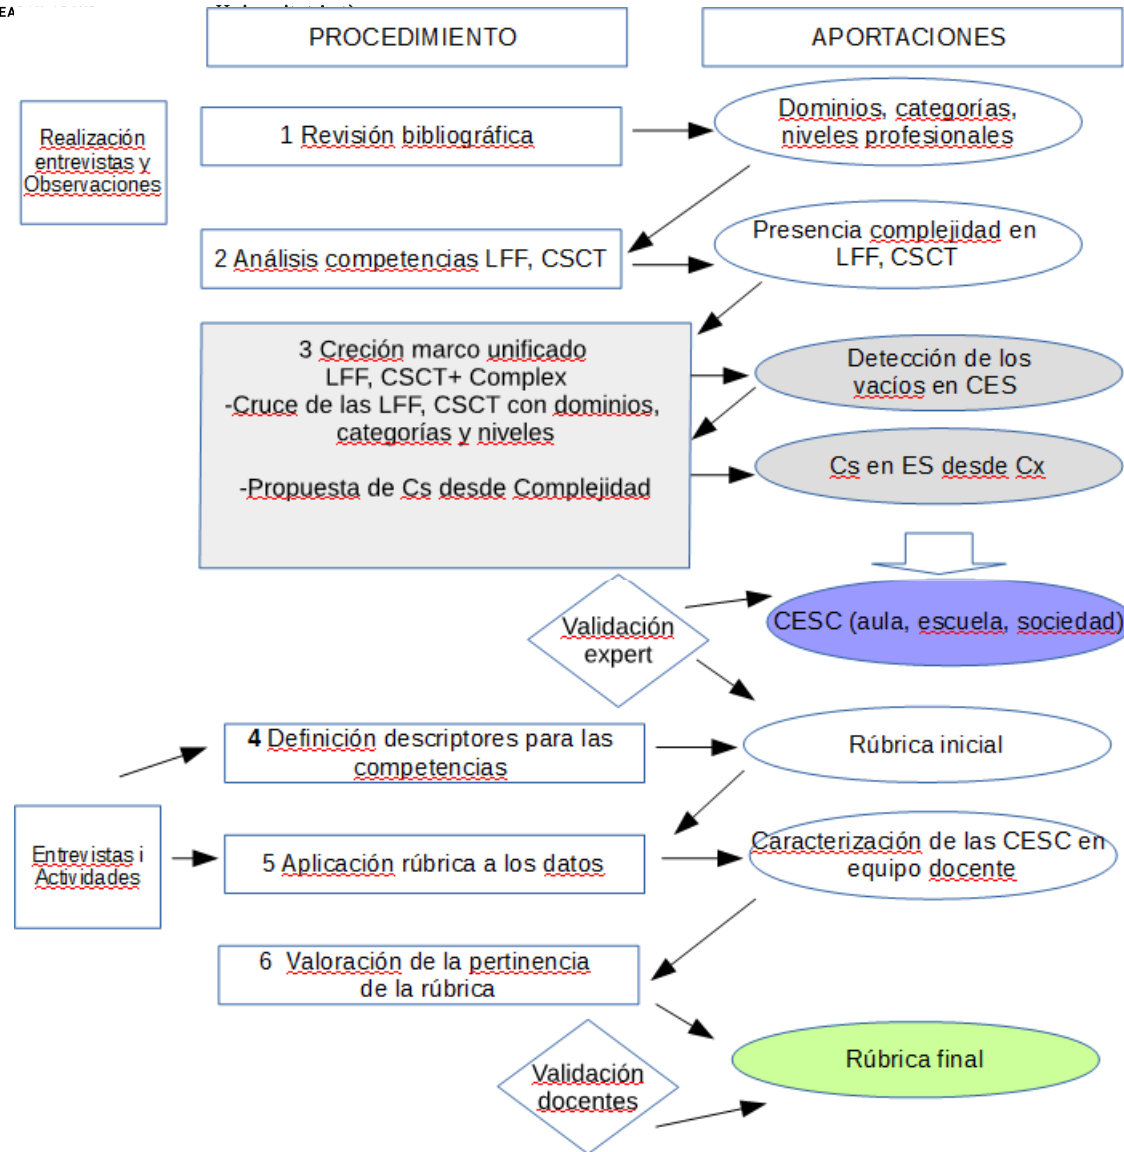 EA
PROCEDIMIENTO
APORTACIONES
Realización
entrevistas y
Observaciones
1 Revisión bibliográfica
Dominios, categorías,
niveles profesionales
2 Análisis competencias LFF, CSCT
Presencia complejidad en
LFF, CSCT
3 Creción marco unificado
LFF, CSCT+ Complex
-Cruce de las LFF, CSCT con dominios,
categorías y niveles
-Propuesta de Cs desde Complejidad
Detección de los
vacíos en CES
Cs en ES desde Cx
Validación
expert
CESC (aula, escuela, sociedad)
4 Definición descriptores para las
competencias
Rúbrica inicial
Entrevistas i
Actividades
5 Aplicación rúbrica a los datos
Caracterización de las CESC en
equipo docente
6 Valoración de la pertinencia
de la rúbrica
Validación
docentes
Rúbrica final